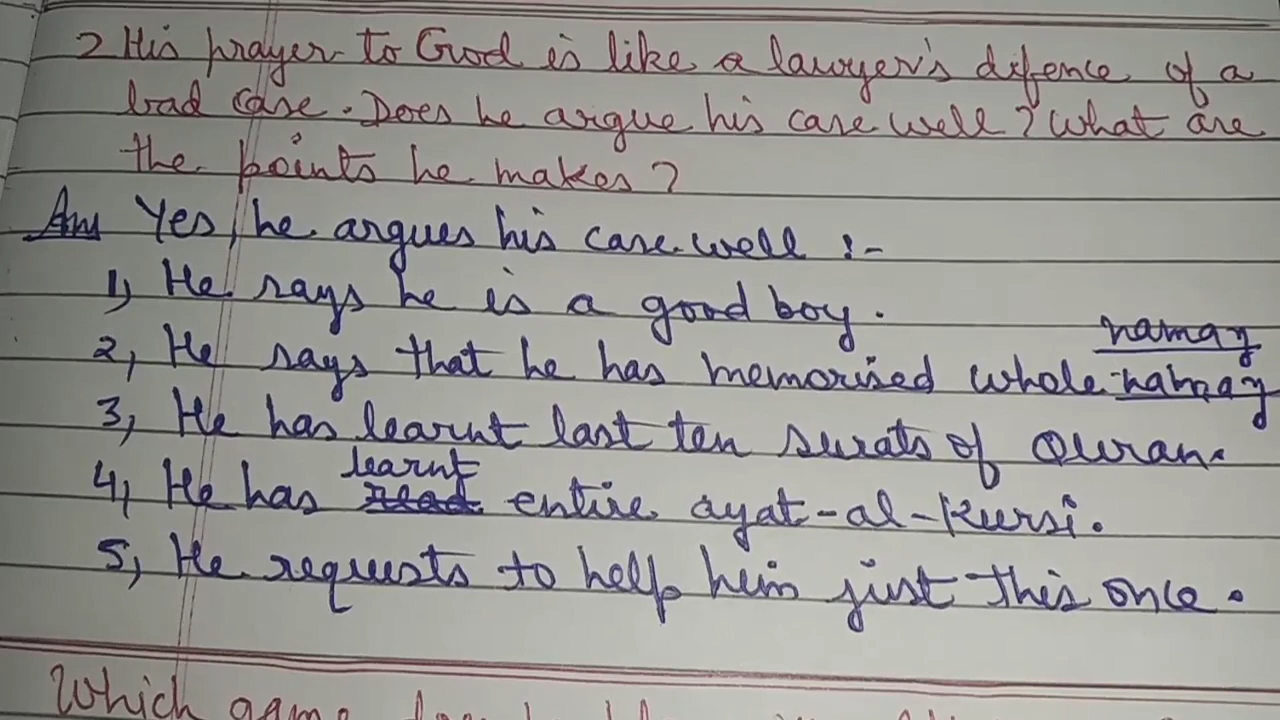 2 His prayer to God is like a lawyer's difence of a
bad case. Does he argue his case well? What are
the points he makes?
Ans Yes, he argues his case well :-
1, He says he is a good boy.
namaz
2, He says that he has memorised whole namaz
3, He has learnt last ten surats of Quran.
learnt
4, He has read entire ayat-al-Kursi.
5, He requests to help him just this once.
Which game